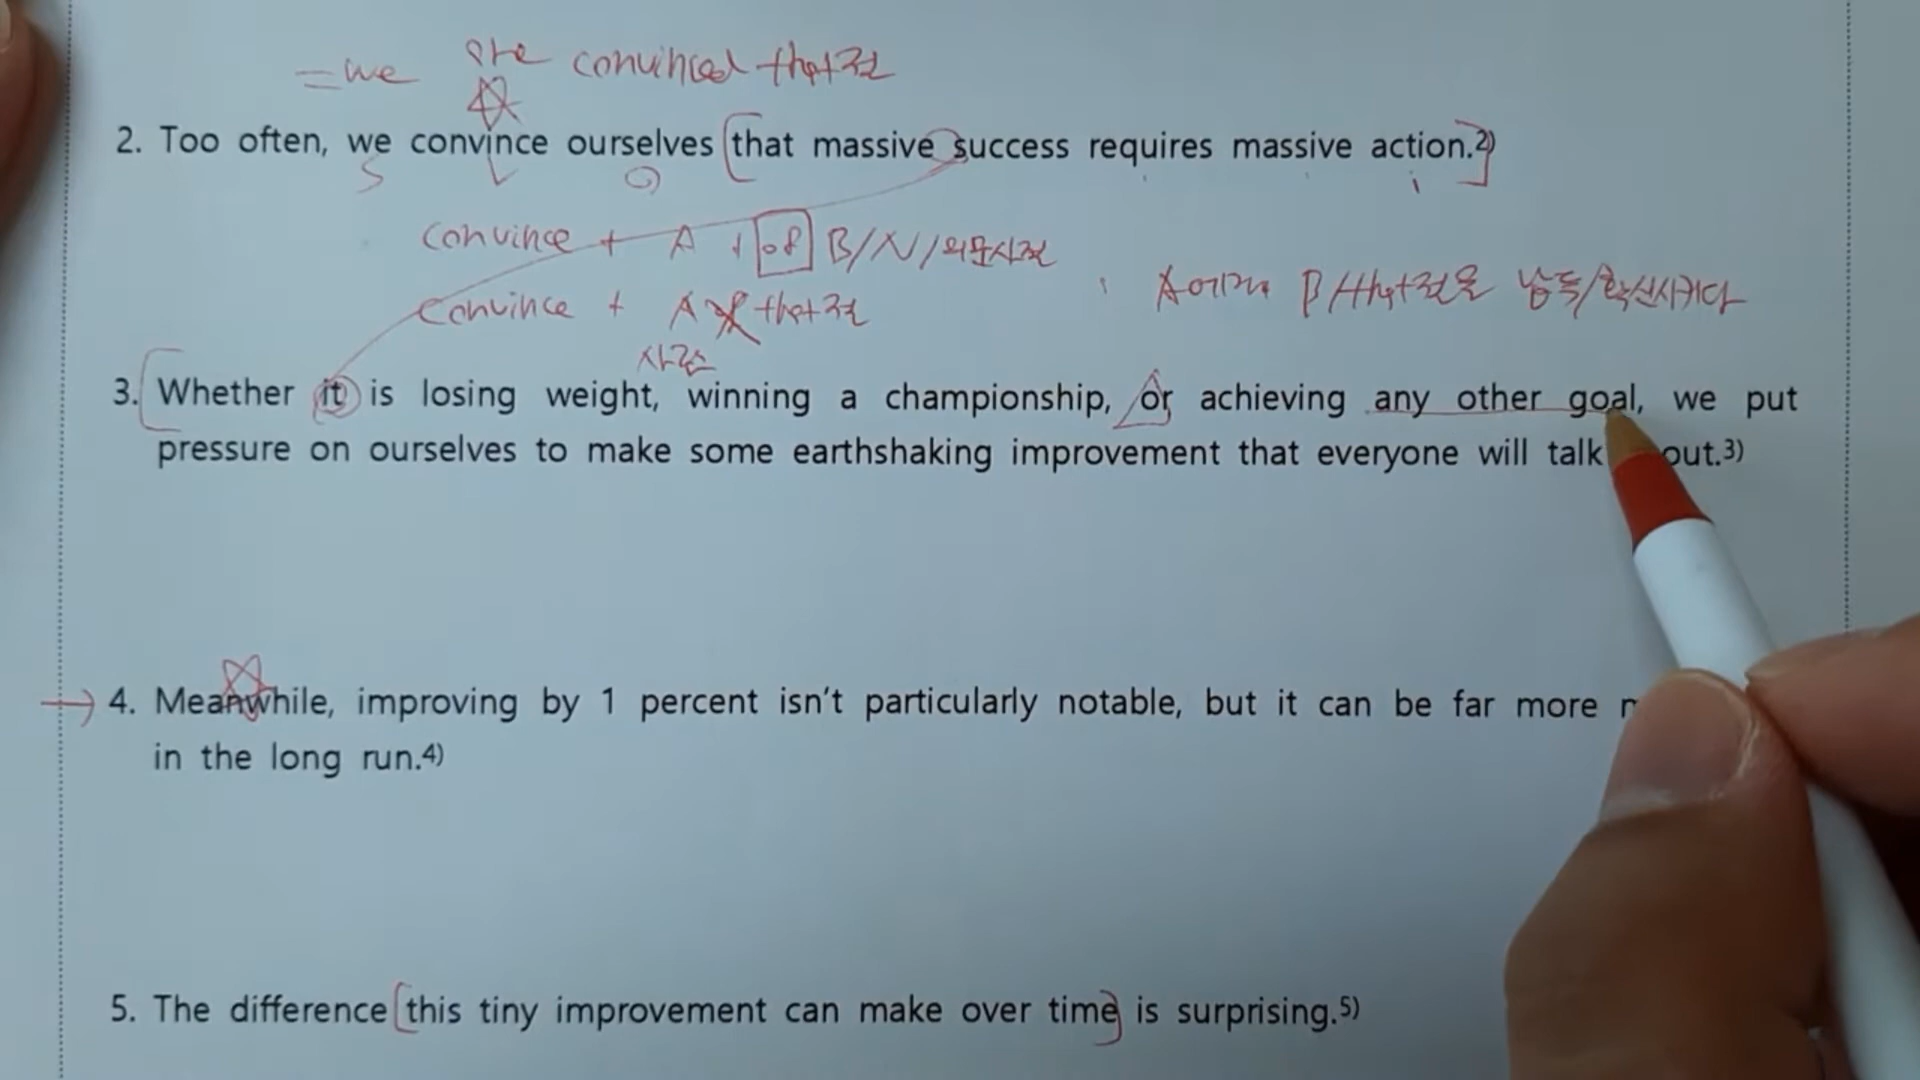 = we are convinced that절
2. Too often, we convince ourselves that massive success requires massive action.2)
S V O
convince + A + of B/N/의문사절
convince + A that절
A에게 B/that절을 납득/확신시키다
사람
3. Whether it is losing weight, winning a championship, or achieving any other goal, we put
pressure on ourselves to make some earthshaking improvement that everyone will talk out.3)
→ 4. Meanwhile, improving by 1 percent isn't particularly notable, but it can be far more
in the long run.4)
5. The difference [this tiny improvement can make over time] is surprising.5)